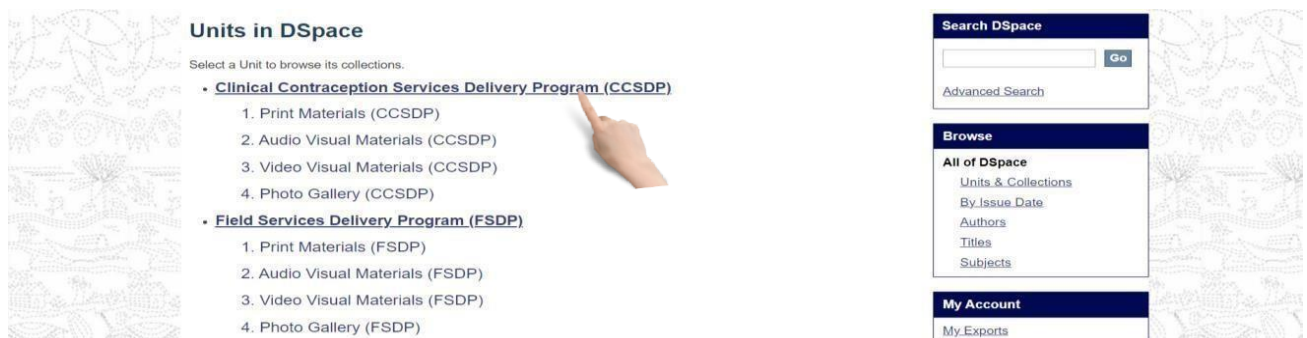 Units in DSpace
Select a Unit to browse its collections.
• Clinical Contraception Services Delivery Program (CCSDP)
1. Print Materials (CCSDP)
2. Audio Visual Materials (CCSDP)
3. Video Visual Materials (CCSDP)
4. Photo Gallery (CCSDP)
• Field Services Delivery Program (FSDP)
1. Print Materials (FSDP)
2. Audio Visual Materials (FSDP)
3. Video Visual Materials (FSDP)
4. Photo Gallery (FSDP)
Search DSpace
Go
Advanced Search
Browse
All of DSpace
Units & Collections
By Issue Date
Authors
Titles
Subjects
My Account
My Exports